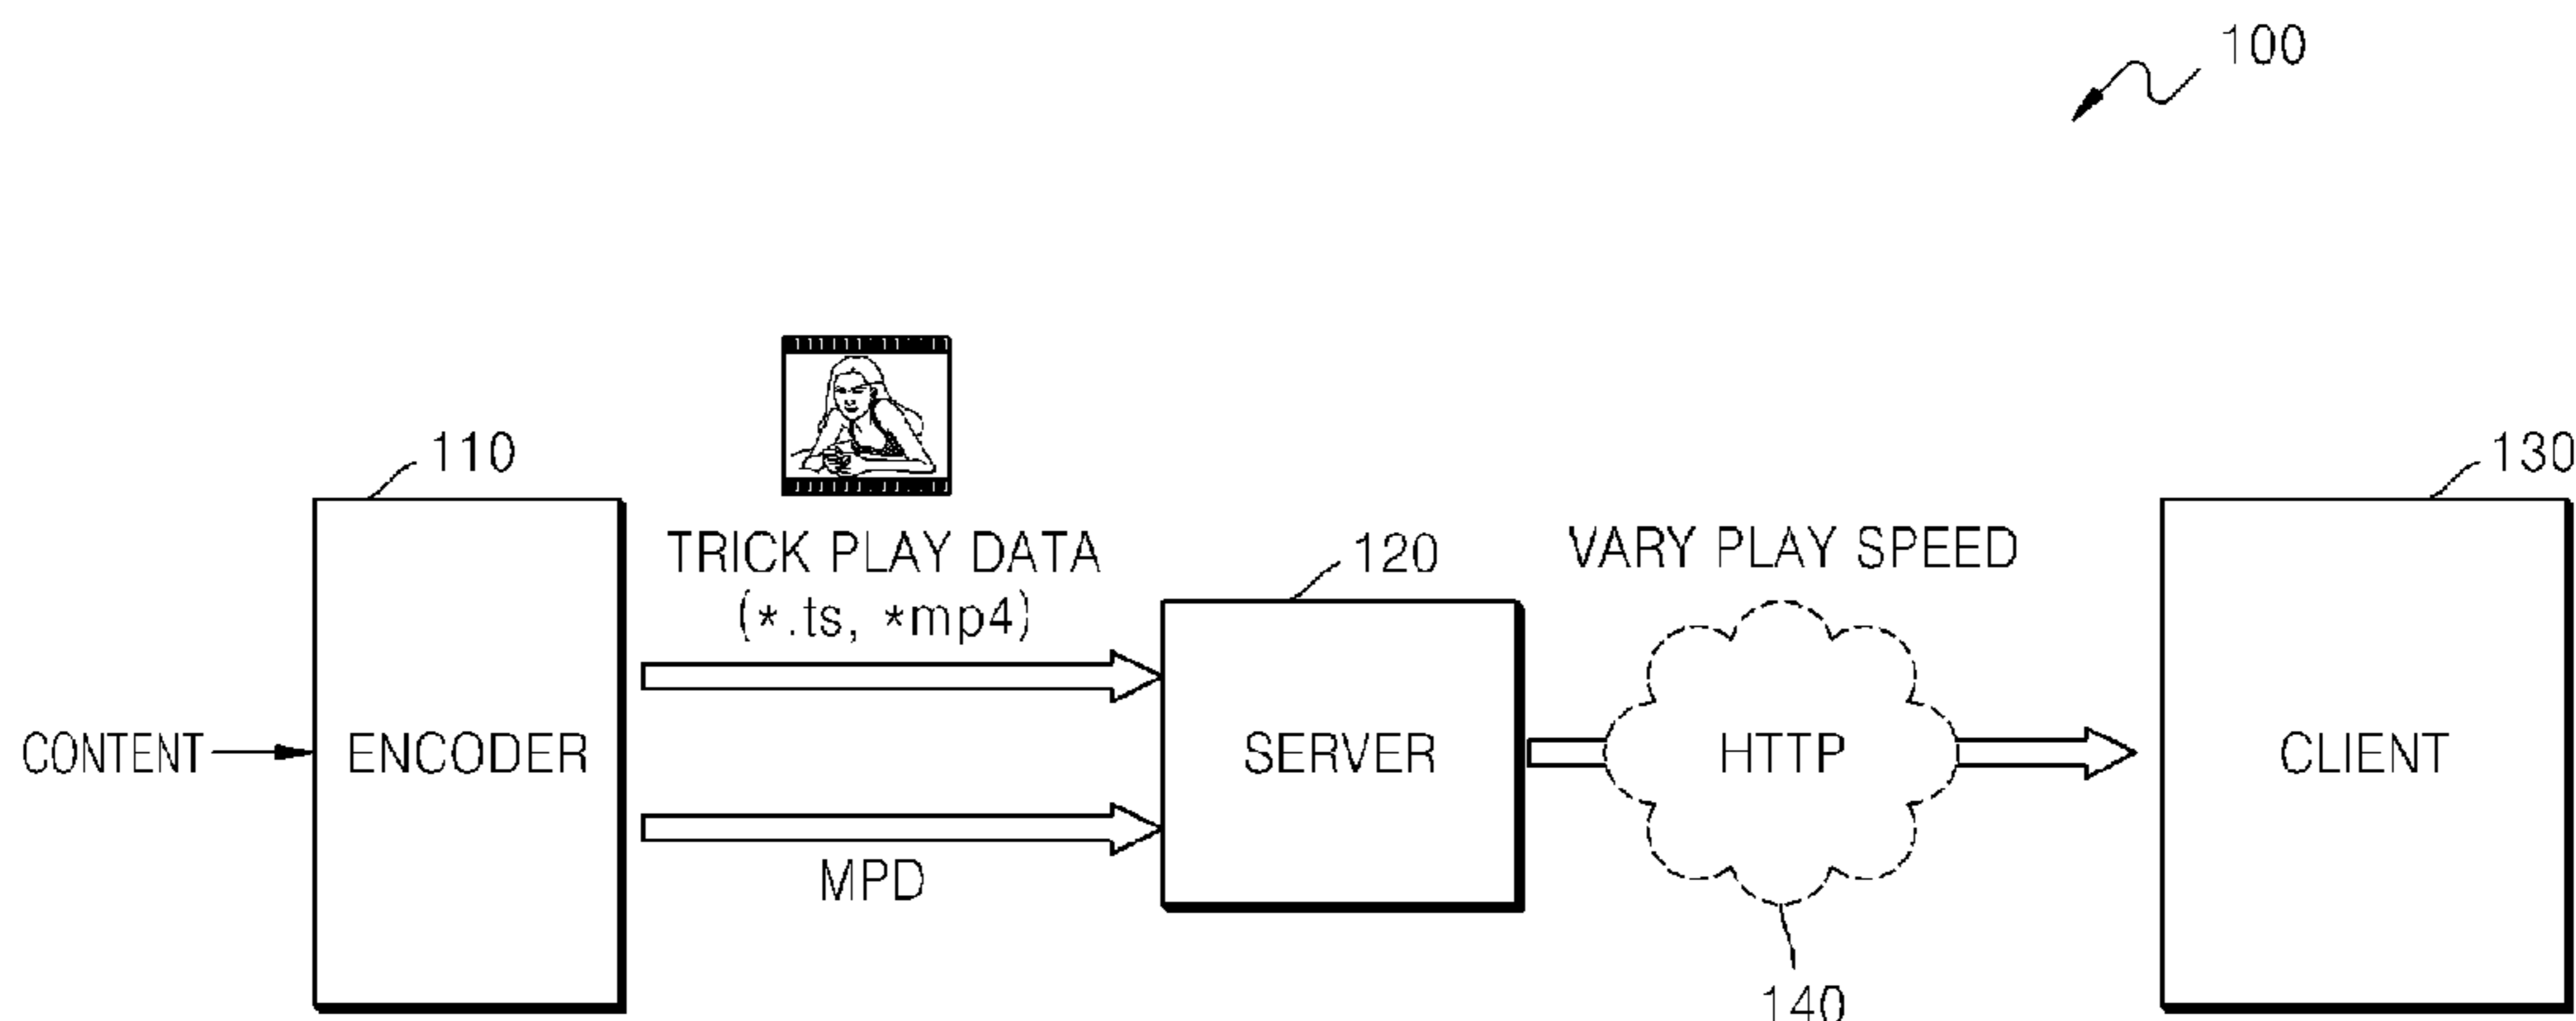 100
110
130
TRICK PLAY DATA
(*.ts, *mp4)
120
VARY PLAY SPEED
CONTENT
ENCODER
SERVER
HTTP
CLIENT
MPD
140